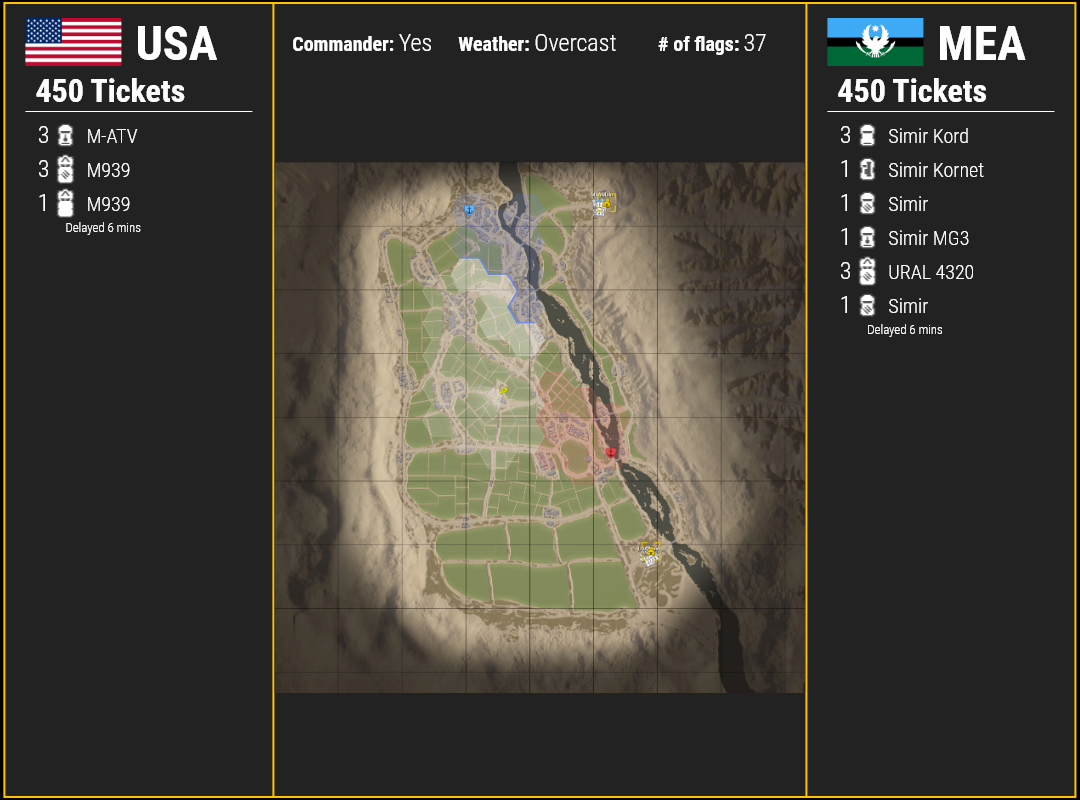 USA
450 Tickets
3 M-ATV
3 M939
1 M939
Delayed 6 mins
Commander: Yes Weather: Overcast # of flags: 37
MEA
450 Tickets
3 Simir Kord
1 Simir Kornet
1 Simir
1 Simir MG3
3 URAL 4320
1 Simir
Delayed 6 mins